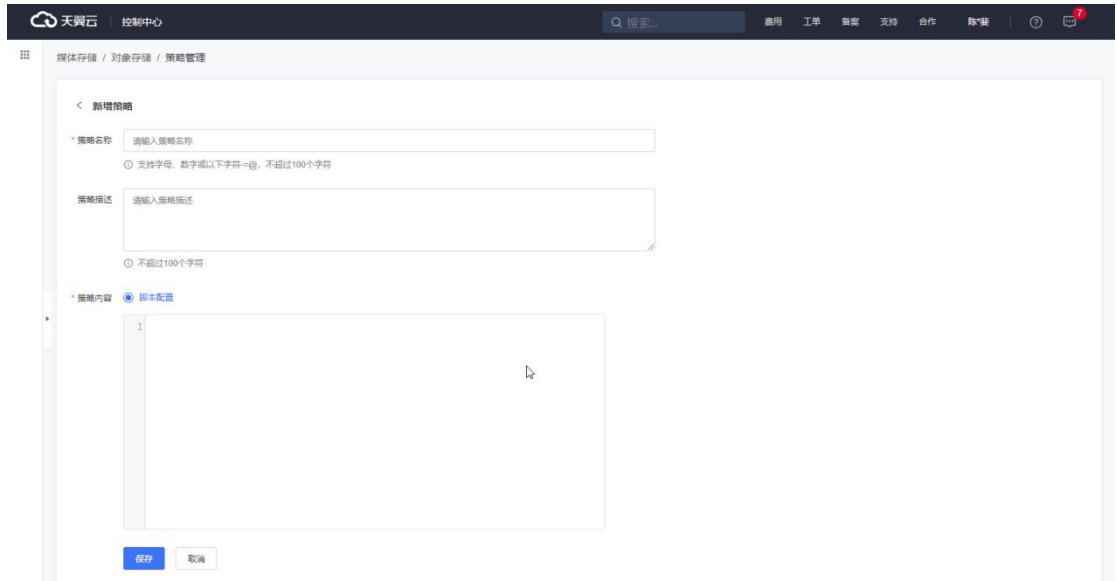 天翼云 | 控制中心 搜索... 费用 工单 备案 支持 合作 陈*斐 7
媒体存储 / 对象存储 / 策略管理
新增策略
* 策略名称 请输入策略名称
支持字母、数字或以下字符-=@，不超过100个字符
策略描述 请输入策略描述
不超过100个字符
* 策略内容 脚本配置
1
保存 取消